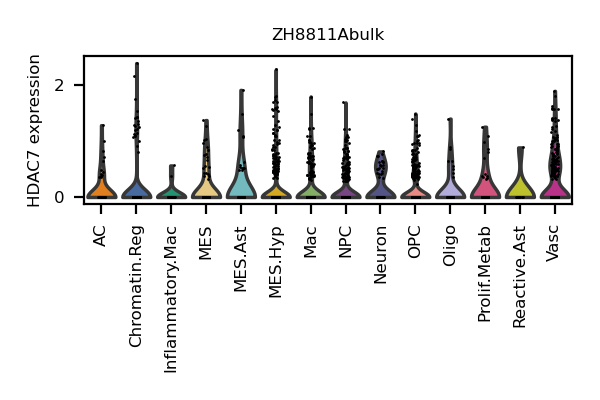 ZH8811Abulk
HDAC7 expression
2
0
AC
Chromatin.Reg
Inflammatory.Mac
MES
MES.Ast
MES.Hyp
Mac
NPC
Neuron
OPC
Oligo
Prolif.Metab
Reactive.Ast
Vasc